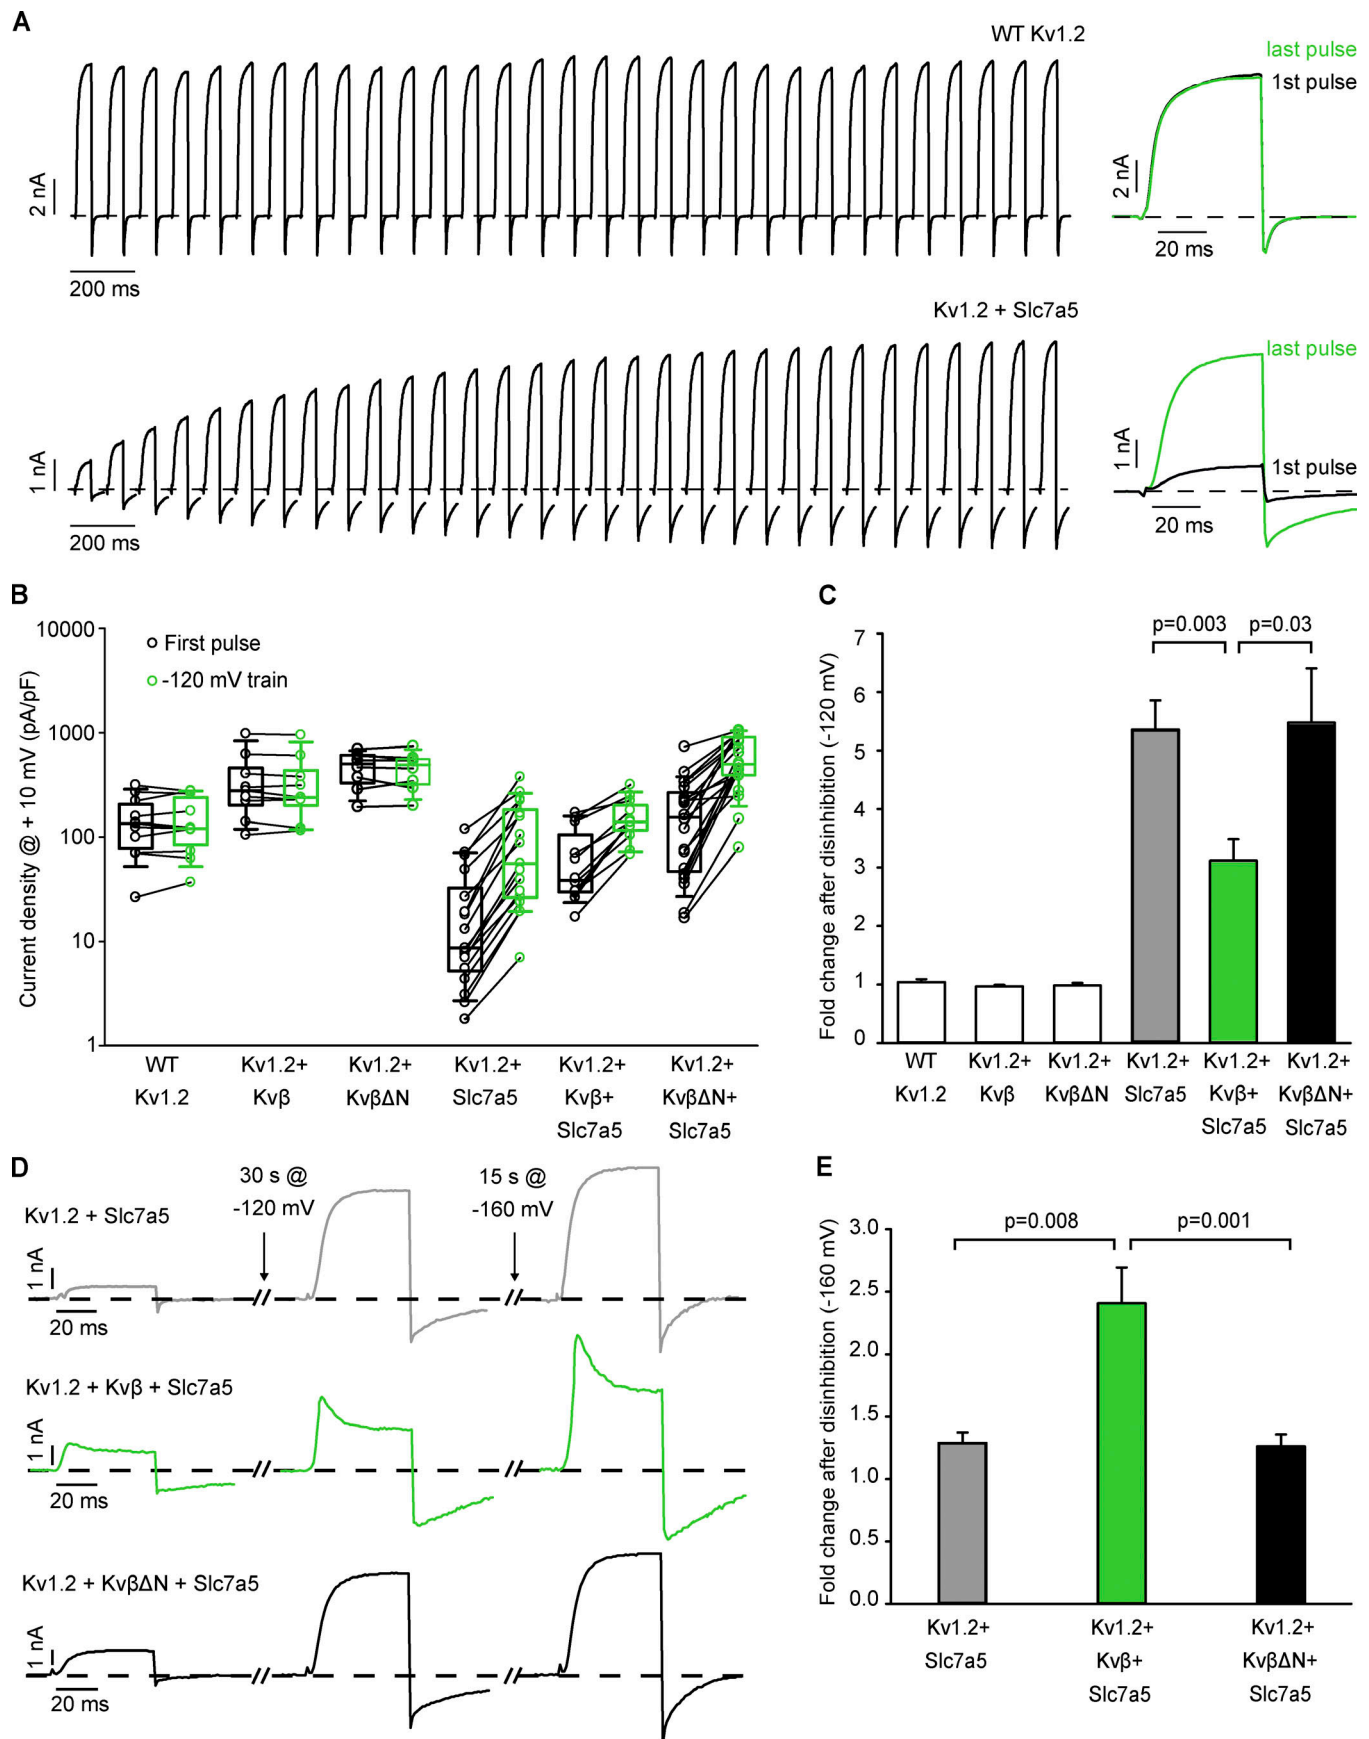 A
WT Kv1.2
last pulse
1st pulse
2 nA
2 nA
200 ms
20 ms
Kv1.2 + Slc7a5
last pulse
1st pulse
1 nA
1 nA
200 ms
20 ms
B
Current density @ + 10 mV (pA/pF)
10000
1000
100
10
1
First pulse
-120 mV train
WT
Kv1.2
Kv1.2+
Kvβ
Kv1.2+
KvβΔN
Kv1.2+
Slc7a5
Kv1.2+
Kvβ+
Slc7a5
Kv1.2+
KvβΔN+
Slc7a5
C
Fold change after disinhibition (-120 mV)
7
6
5
4
3
2
1
0
p=0.003
p=0.03
WT
Kv1.2
Kv1.2+
Kvβ
Kv1.2+
KvβΔN
Kv1.2+
Slc7a5
Kv1.2+
Kvβ+
Slc7a5
Kv1.2+
KvβΔN+
Slc7a5
D
30 s @
-120 mV
15 s @
-160 mV
Kv1.2 + Slc7a5
1 nA
20 ms
Kv1.2 + Kvβ + Slc7a5
1 nA
20 ms
Kv1.2 + KvβΔN + Slc7a5
1 nA
20 ms
E
Fold change after disinhibition (-160 mV)
3.0
2.5
2.0
1.5
1.0
0.5
0.0
p=0.008
p=0.001
Kv1.2+
Slc7a5
Kv1.2+
Kvβ+
Slc7a5
Kv1.2+
KvβΔN+
Slc7a5